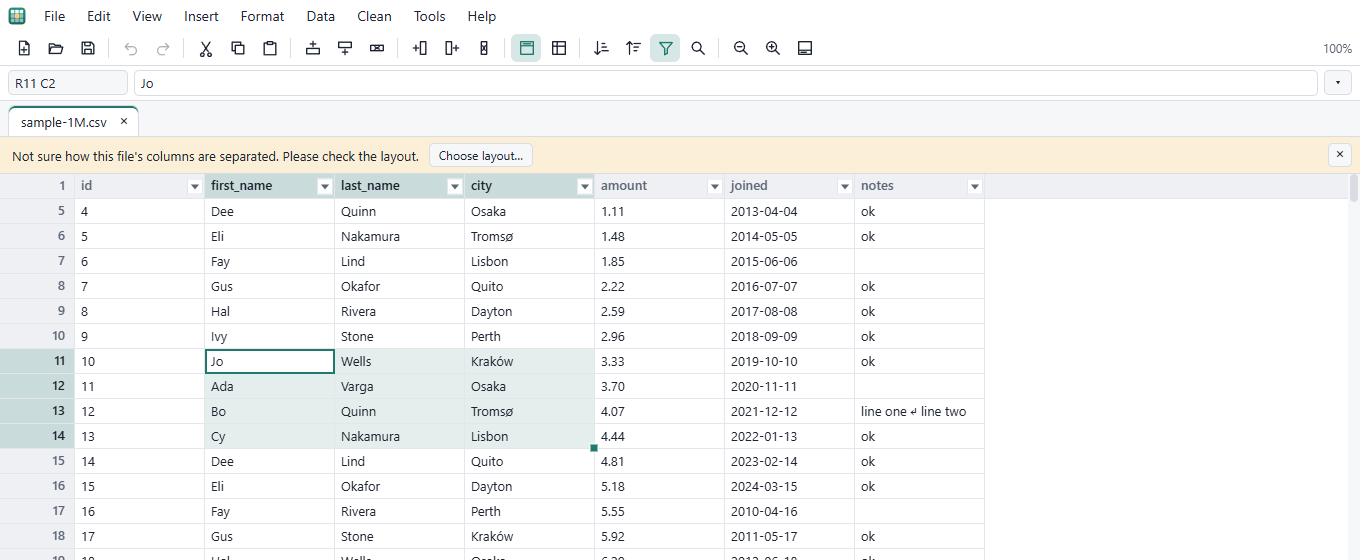 File Edit View Insert Format Data Clean Tools Help
100%
R11 C2 Jo
sample-1M.csv ×
Not sure how this file's columns are separated. Please check the layout. Choose layout... ×
1 id first_name last_name city amount joined notes
5 4 Dee Quinn Osaka 1.11 2013-04-04 ok
6 5 Eli Nakamura Tromsø 1.48 2014-05-05 ok
7 6 Fay Lind Lisbon 1.85 2015-06-06
8 7 Gus Okafor Quito 2.22 2016-07-07 ok
9 8 Hal Rivera Dayton 2.59 2017-08-08 ok
10 9 Ivy Stone Perth 2.96 2018-09-09 ok
11 10 Jo Wells Kraków 3.33 2019-10-10 ok
12 11 Ada Varga Osaka 3.70 2020-11-11
13 12 Bo Quinn Tromsø 4.07 2021-12-12 line one ↵ line two
14 13 Cy Nakamura Lisbon 4.44 2022-01-13 ok
15 14 Dee Lind Quito 4.81 2023-02-14 ok
16 15 Eli Okafor Dayton 5.18 2024-03-15 ok
17 16 Fay Rivera Perth 5.55 2010-04-16
18 17 Gus Stone Kraków 5.92 2011-05-17 ok